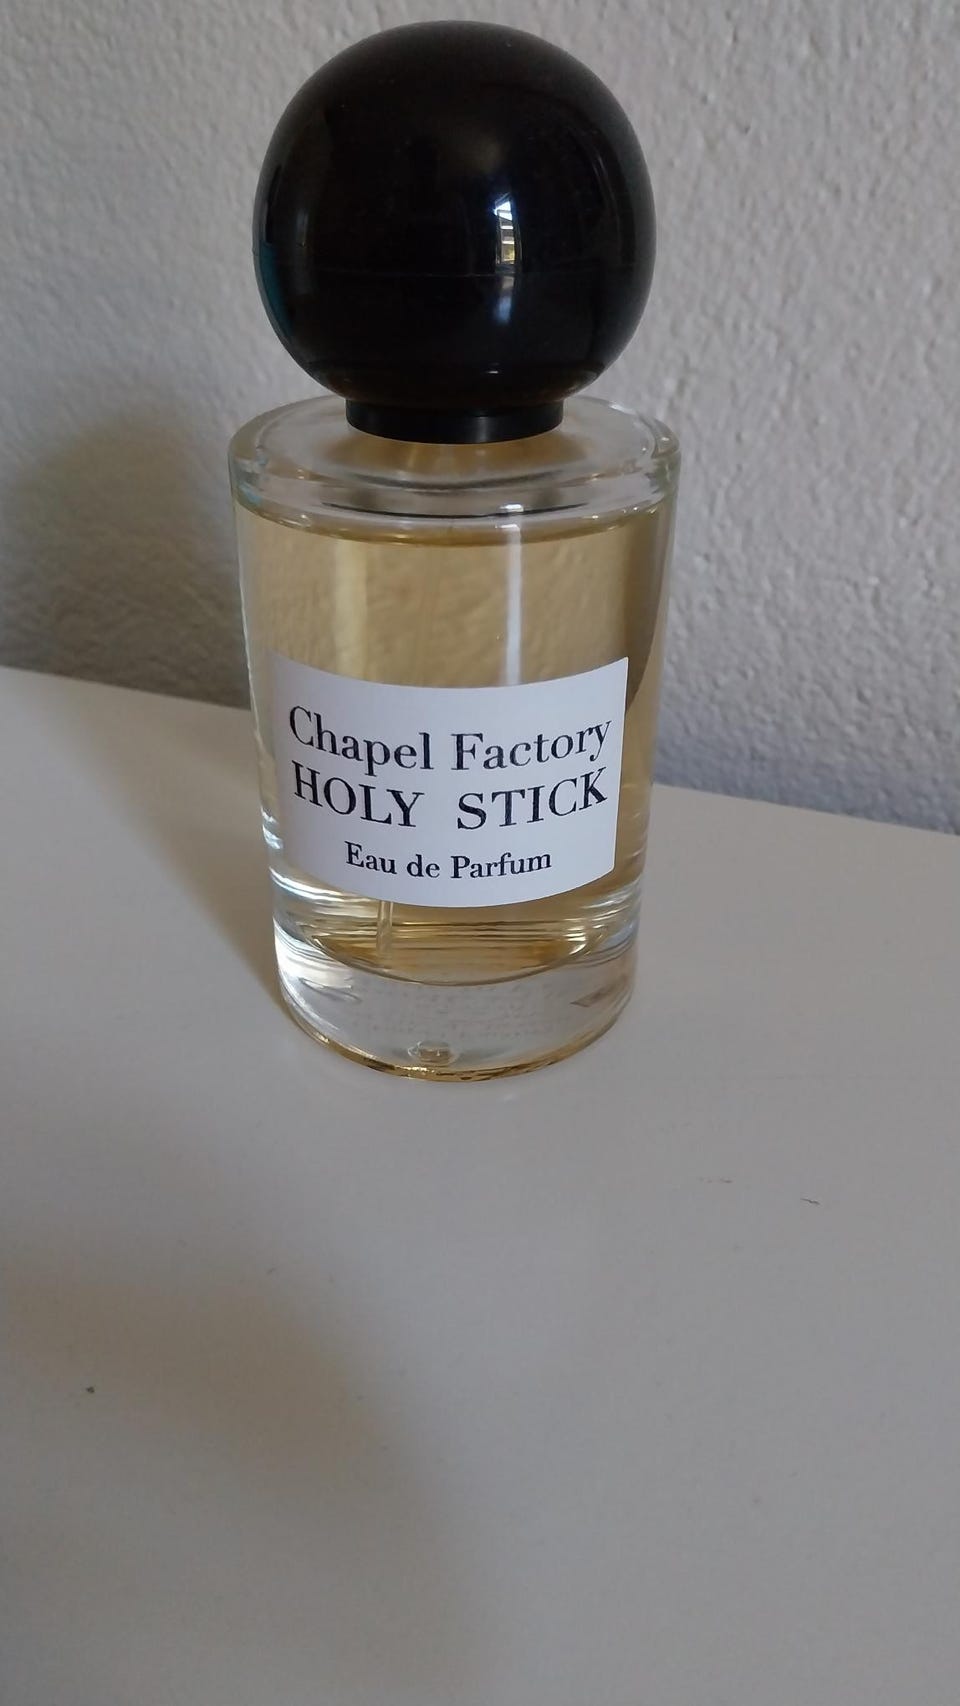 Chapel Factory
HOLY STICK
Eau de Parfum